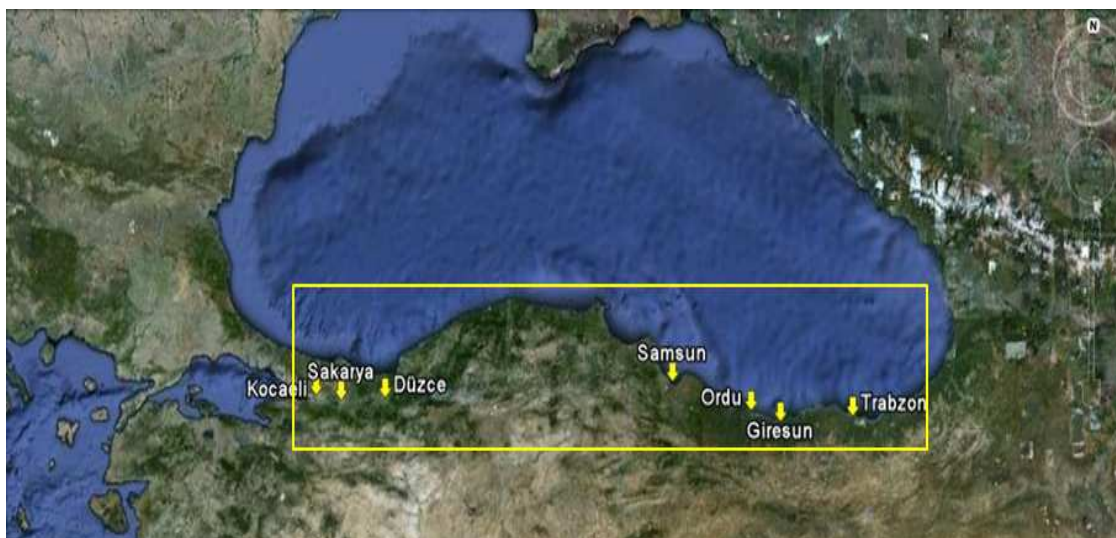 N
Samsun
Sakarya
Kocaeli
Düzce
Ordu
Trabzon
Giresun